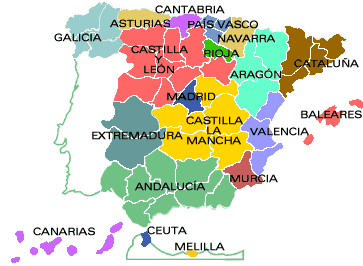 CANTABRIA
ASTURIAS
PAÍS VASCO
GALICIA
NAVARRA
CASTILLA
Y
LEÓN
RIOJA
CATALUÑA
ARAGÓN
MADRID
BALEARES
CASTILLA
LA
MANCHA
EXTREMADURA
VALENCIA
MURCIA
ANDALUCÍA
CANARIAS
CEUTA
MELILLA